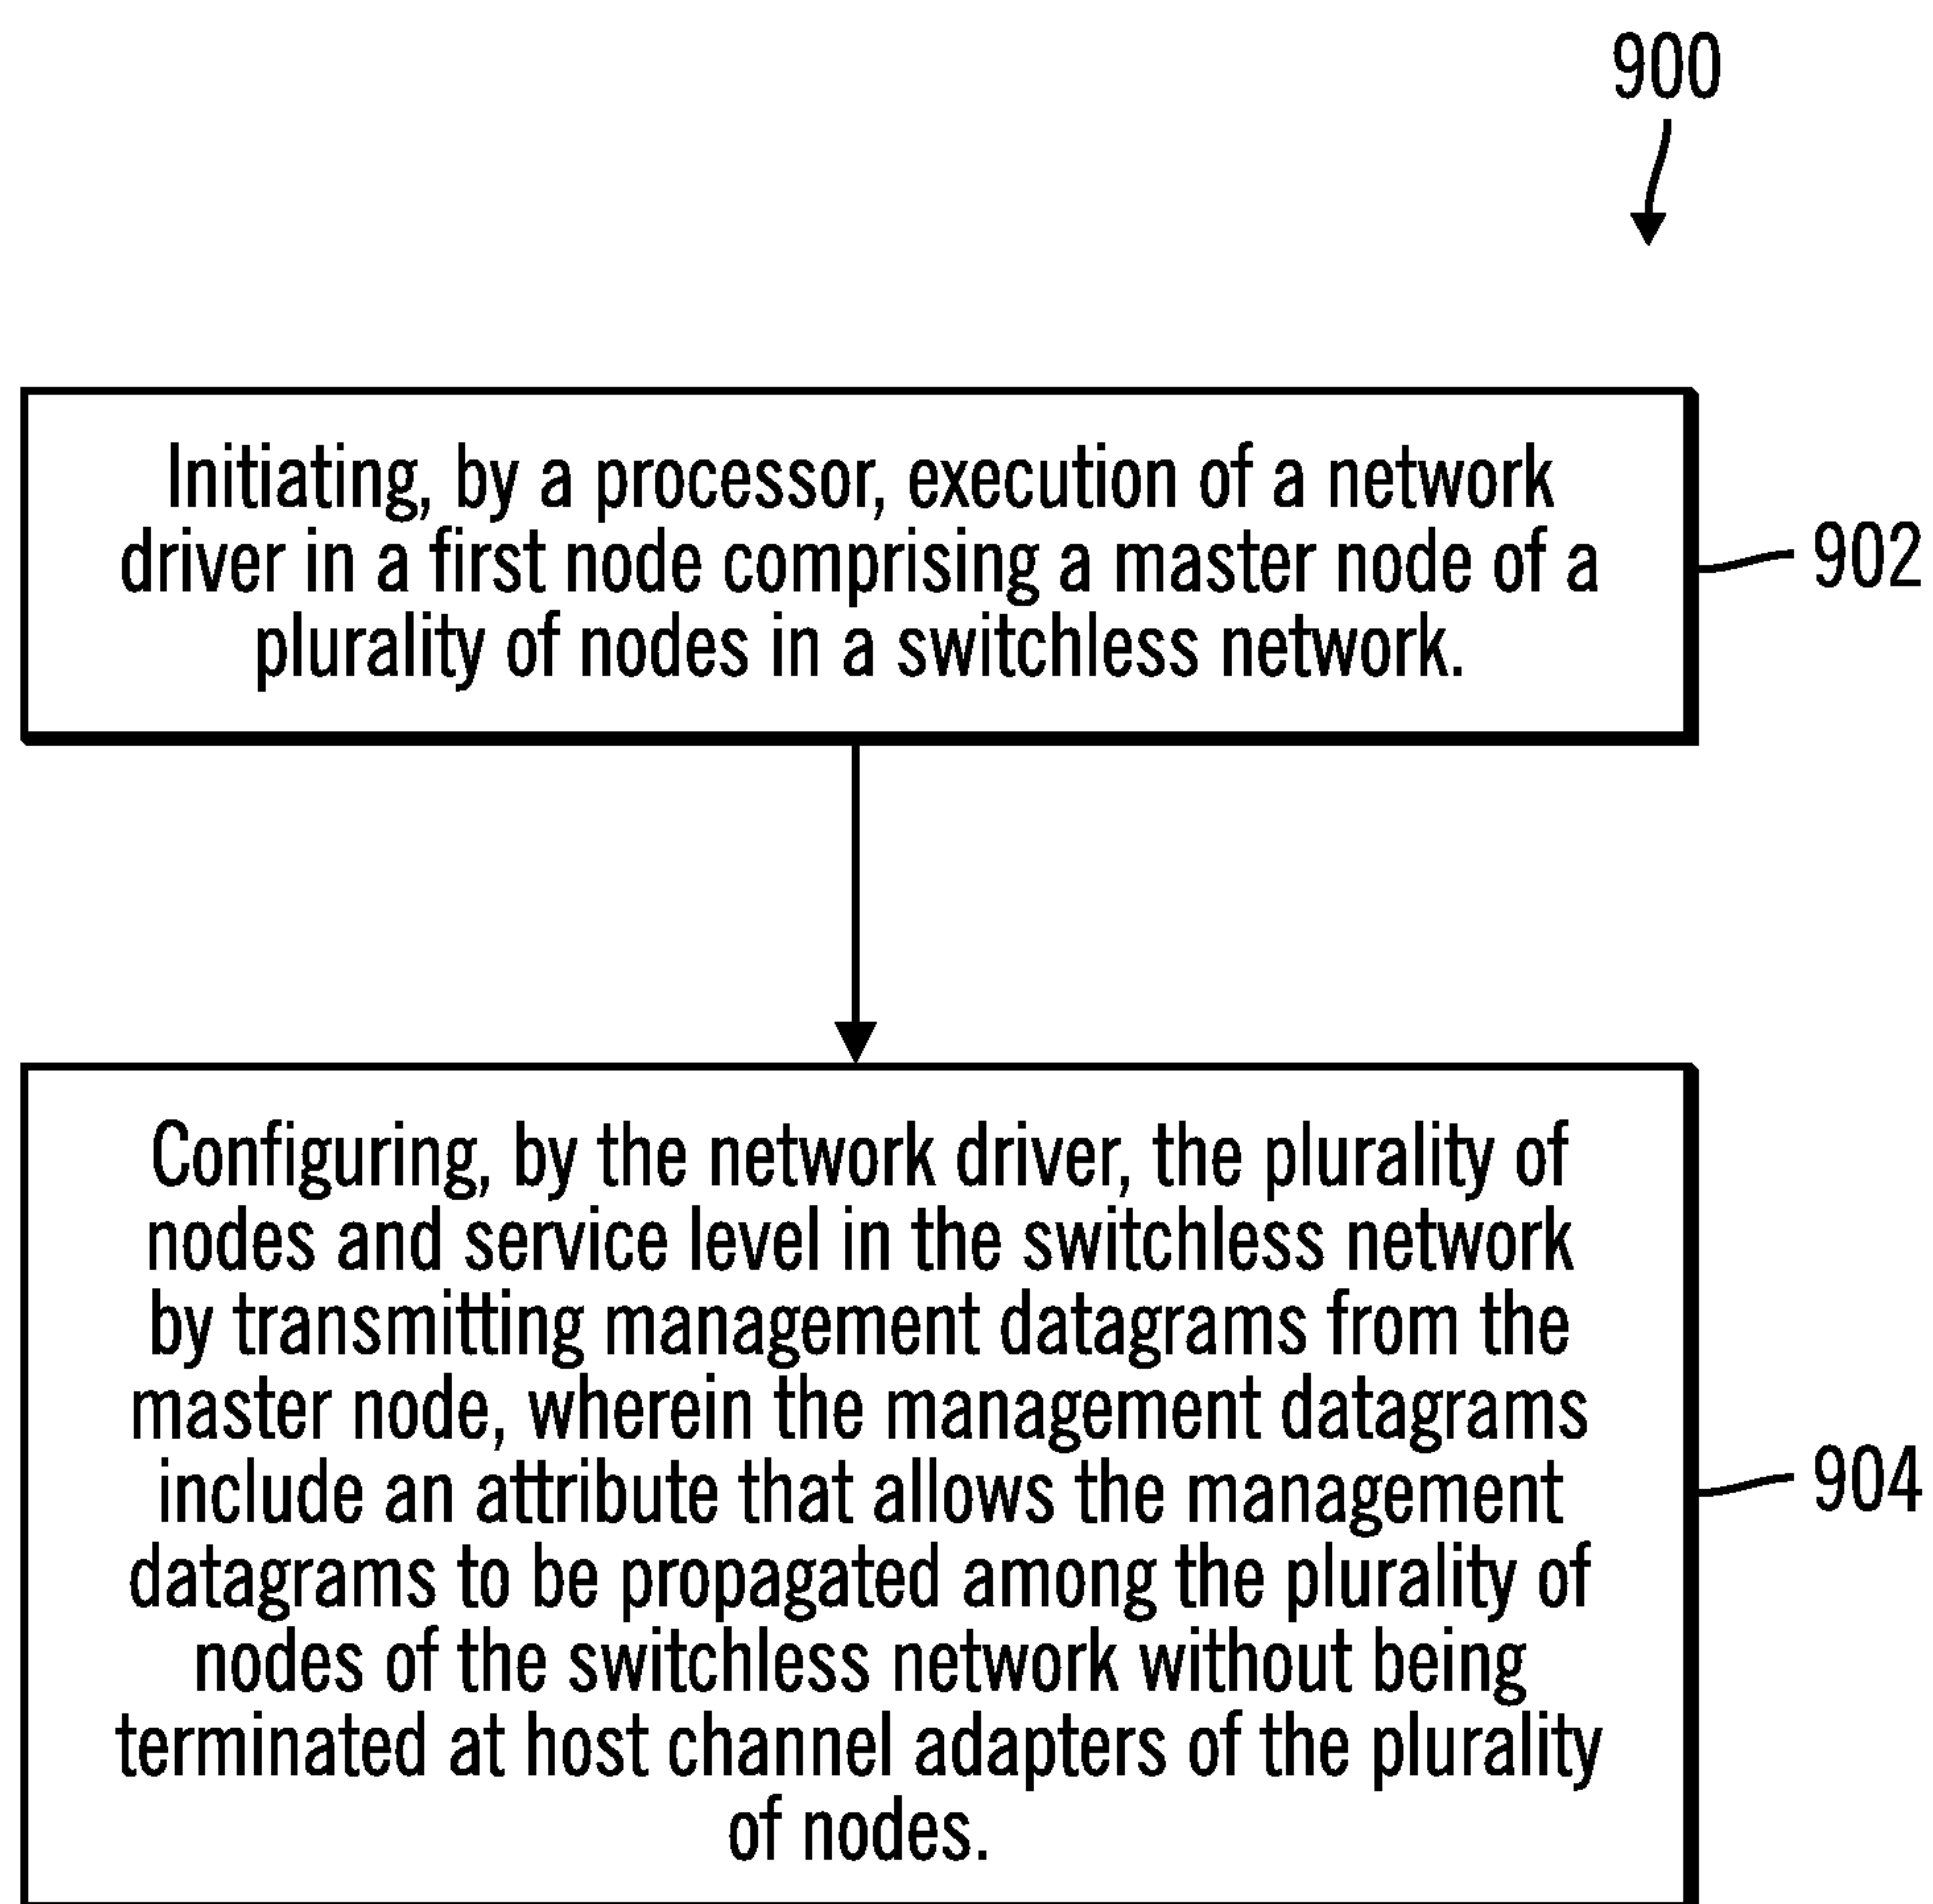 900
Initiating, by a processor, execution of a network
driver in a first node comprising a master node of a
plurality of nodes in a switchless network.
902
Configuring, by the network driver, the plurality of
nodes and service level in the switchless network
by transmitting management datagrams from the
master node, wherein the management datagrams
include an attribute that allows the management
datagrams to be propagated among the plurality of
nodes of the switchless network without being
terminated at host channel adapters of the plurality
of nodes.
904